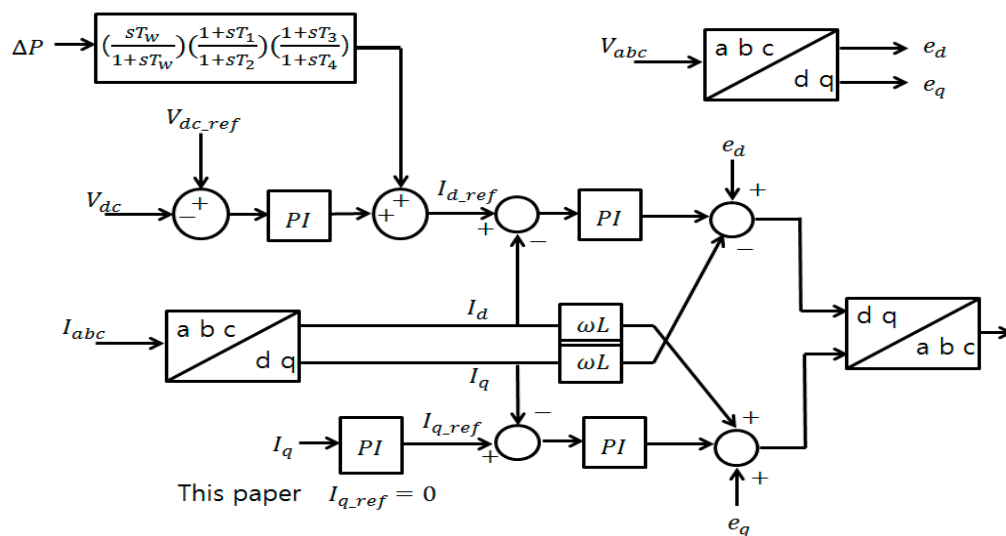 ΔP
(sT_w/1+sT_w)(1+sT_1/1+sT_2)(1+sT_3/1+sT_4)
V_abc
a b c
d q
e_d
e_q
V_dc_ref
V_dc
−
+
PI
+
+
I_d_ref
+
−
PI
e_d
+
−
I_abc
a b c
d q
I_d
I_q
ωL
ωL
d q
a b c
I_q
PI
I_q_ref
+
−
PI
+
+
e_q
This paper I_q_ref = 0